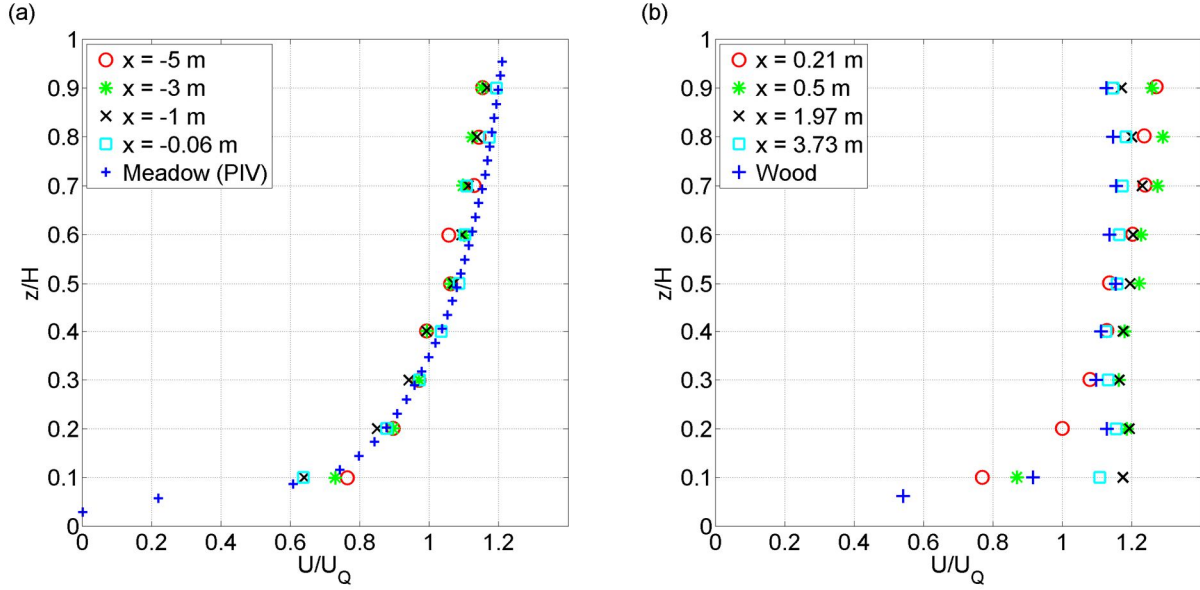 (a)
x = -5 m
x = -3 m
x = -1 m
x = -0.06 m
Meadow (PIV)
1
0.9
0.8
0.7
0.6
0.5
0.4
0.3
0.2
0.1
0
z/H
0 0.2 0.4 0.6 0.8 1 1.2
U/U_Q
(b)
x = 0.21 m
x = 0.5 m
x = 1.97 m
x = 3.73 m
Wood
1
0.9
0.8
0.7
0.6
0.5
0.4
0.3
0.2
0.1
0
z/H
0 0.2 0.4 0.6 0.8 1 1.2
U/U_Q